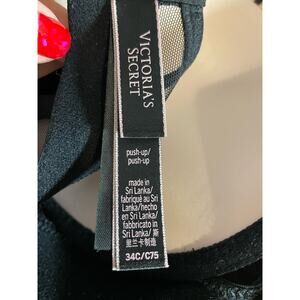 VICTORIA'S
SECRET
push-up/
push-up
made in
Sri Lanka/
fabriqué au Sri
Lanka/hecho
en Sri Lanka/
fabbricato in
Sri Lanka/ 斯
里兰卡制造
34C/C75